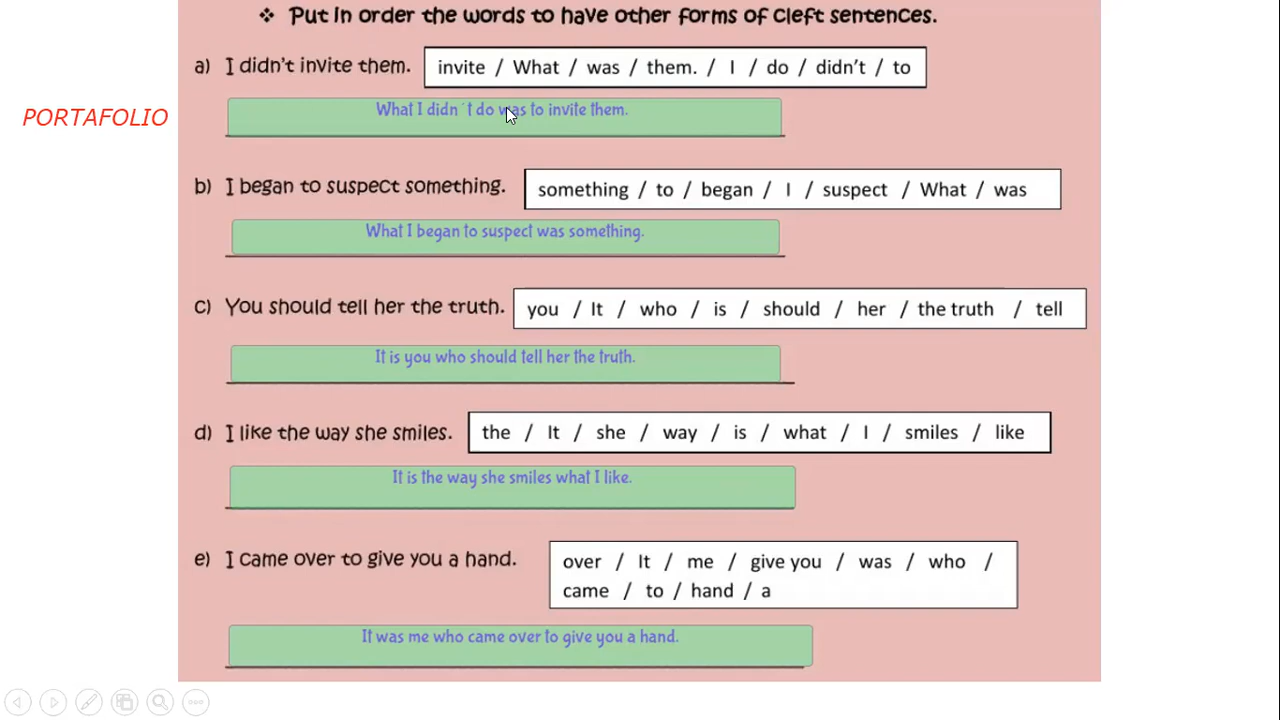 ❖ Put in order the words to have other forms of cleft sentences.
a) I didn't invite them. invite / What / was / them. / I / do / didn't / to
What I didn´t do was to invite them.
PORTAFOLIO
b) I began to suspect something. something / to / began / I / suspect / What / was
What I began to suspect was something.
c) You should tell her the truth. you / It / who / is / should / her / the truth / tell
It is you who should tell her the truth.
d) I like the way she smiles. the / It / she / way / is / what / I / smiles / like
It is the way she smiles what I like.
e) I came over to give you a hand. over / It / me / give you / was / who /
came / to / hand / a
It was me who came over to give you a hand.